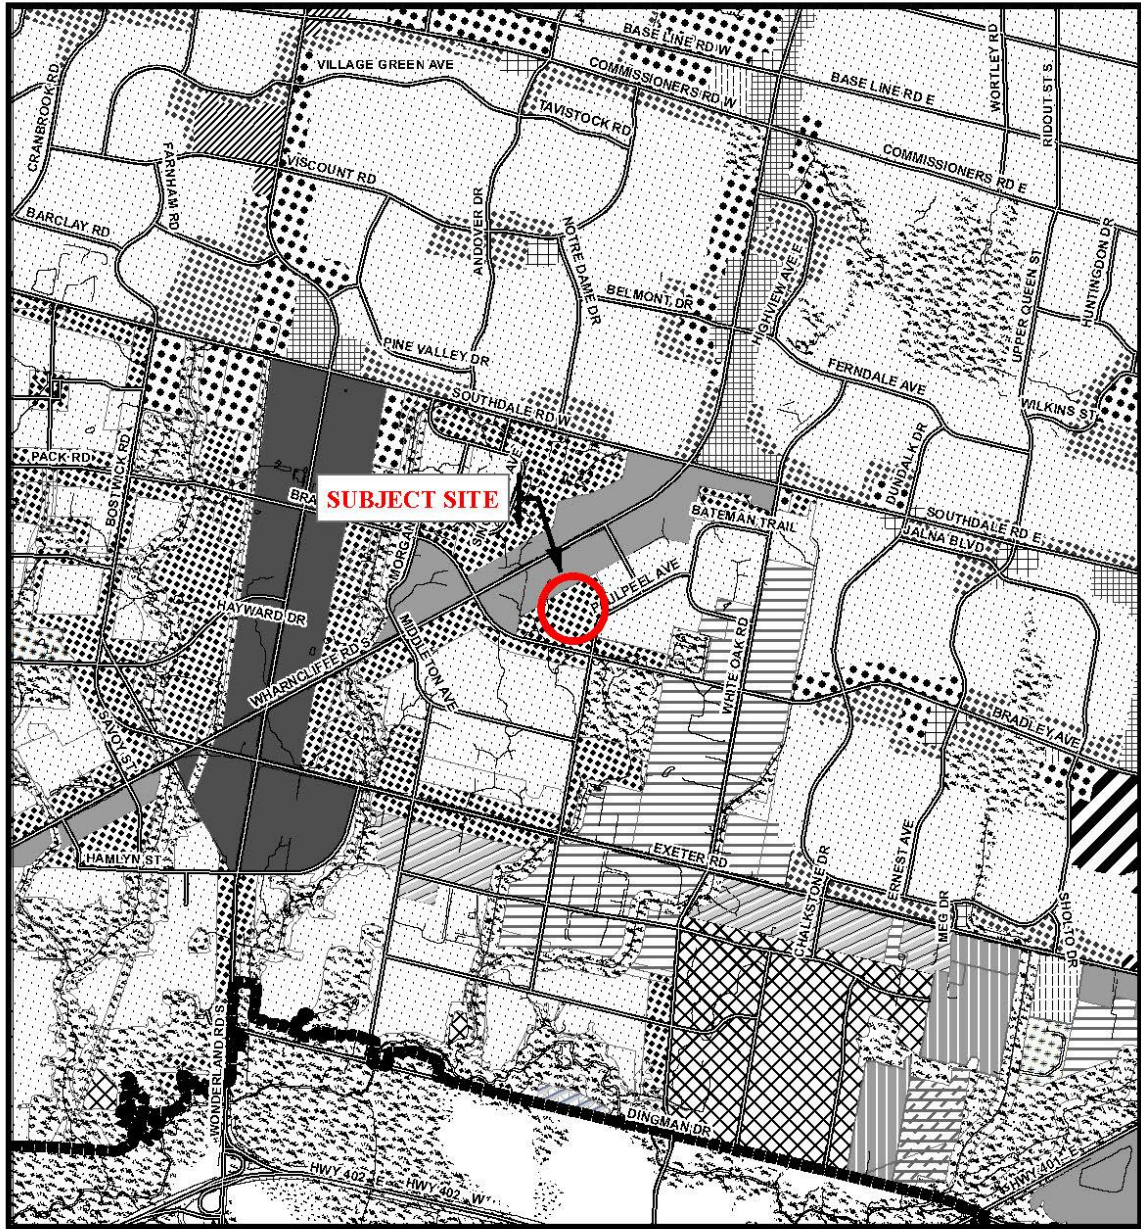 BASE LINE RD W
WORTLEY RD
RIDOUT ST S
VILLAGE GREEN AVE
COMMISSIONERS RD W
BASE LINE RD E
CRANBROOK RD
TAVISTOCK RD
FARNHAM RD
VISCOUNT RD
COMMISSIONERS RD E
BARCLAY RD
ANDOVER DR
NOTRE DAME DR
HIGHVIEW AVE E
UPPER QUEEN ST
HUNTINGDON DR
BELMONT DR
PINE VALLEY DR
FERNDALE AVE
SOUTHDALE RD W
WILKINS ST
PACK RD
BOSTWICK RD
DUNDALK DR
SUBJECT SITE
BATEMAN TRAIL
SOUTHDALE RD E
JALNA BLVD
HAYWARD DR
MIDDLETON AVE
WHARNCLIFFE RD S
WHITE OAK RD
SAVOY ST
BRADLEY AVE
HAMLYN ST
EXETER RD
CHALKSTONE DR
ERNEST AVE
MEG DR
SHOLTO DR
WONDERLAND RD S
DINGMAN DR
HWY 402 E
HWY 402 W
HWY 401 E